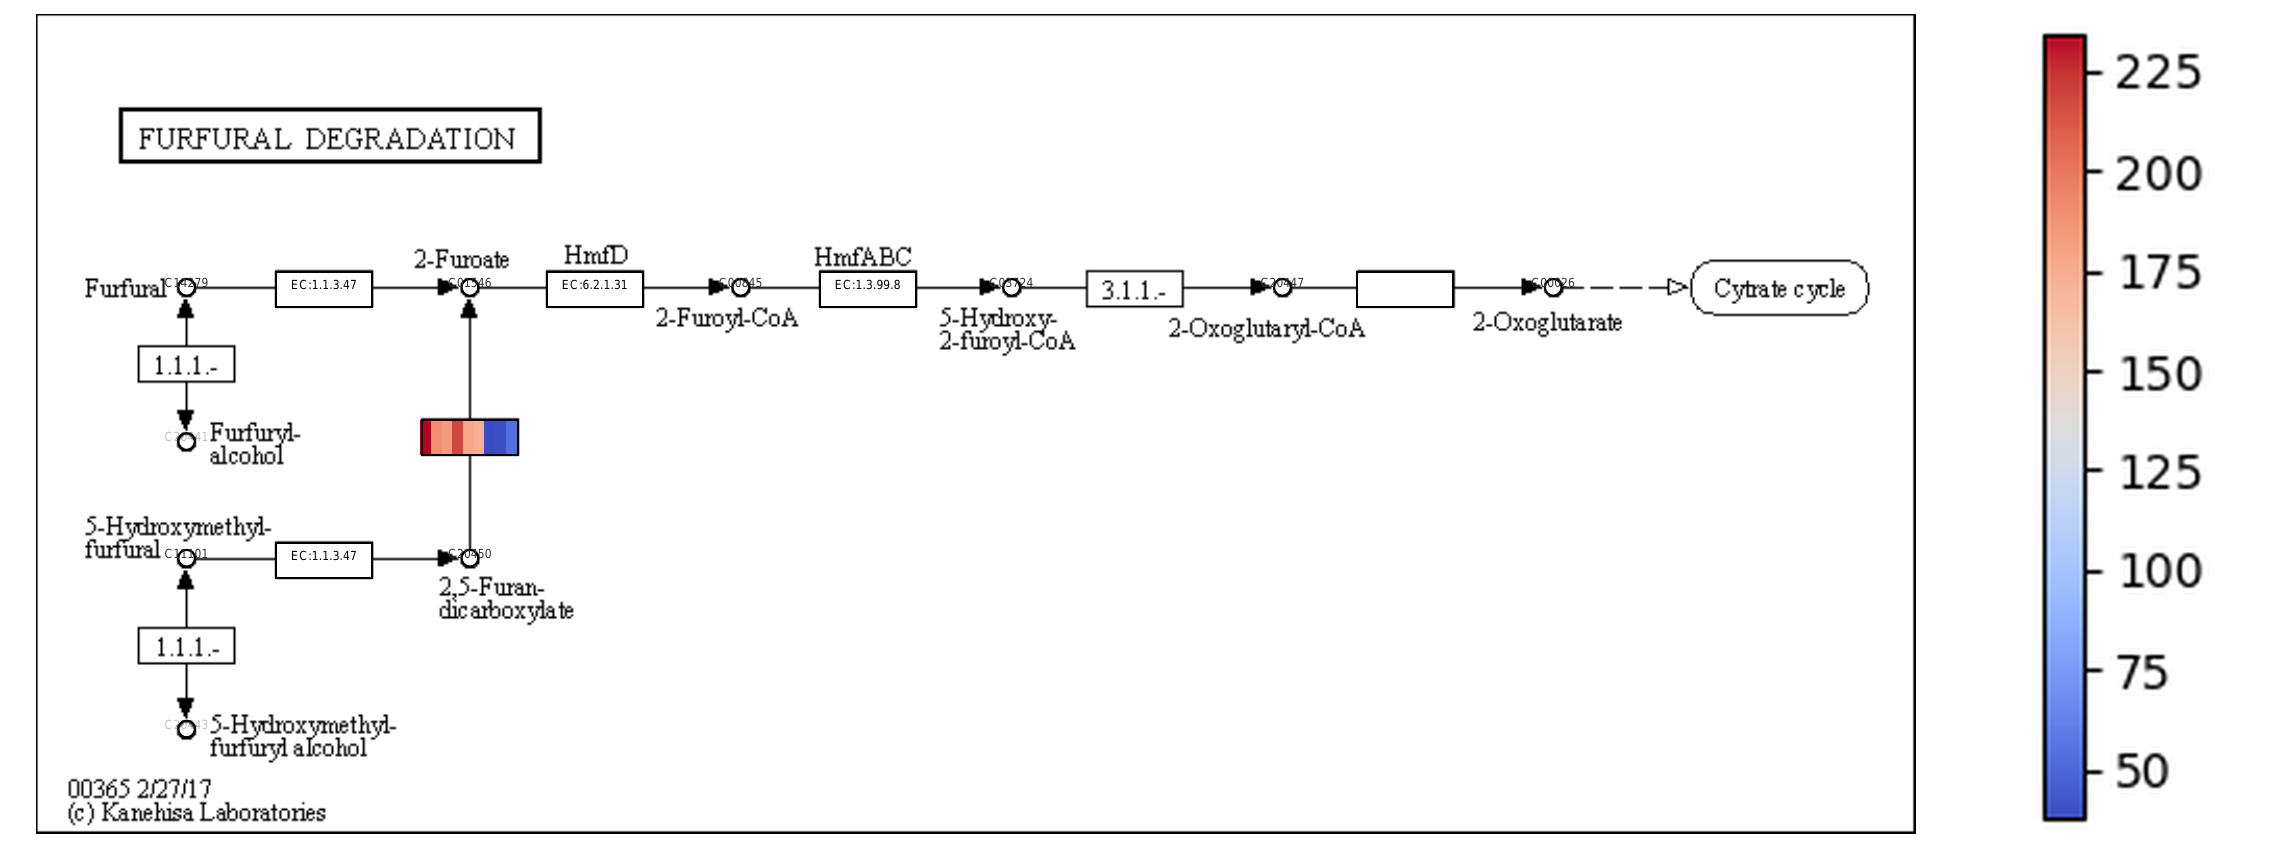 FURFURAL DEGRADATION
225
200
175
150
125
100
75
50
2-Furoate
HmfD
HmfABC
Furfural
EC:1.1.3.47
EC:6.2.1.31
EC:1.3.99.8
3.1.1.-
Cytrate cycle
2-Furoyl-CoA
5-Hydroxy-
2-furoyl-CoA
2-Oxoglutaryl-CoA
2-Oxoglutarate
1.1.1.-
Furfuryl-
alcohol
5-Hydroxymethyl-
furfural
C11101
EC:1.1.3.47
C20450
2,5-Furan-
dicarboxylate
1.1.1.-
5-Hydroxymethyl-
furfuryl alcohol
00365 2/27/17
(c) Kanehisa Laboratories